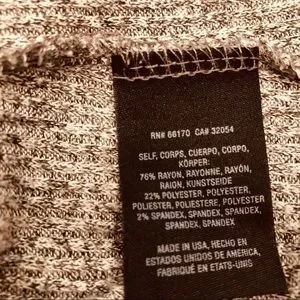 RN# 66170 CA# 32054
SELF, CORPS, CUERPO, CORPO,
KÖRPER:
76% RAYON, RAYONNE, RAYÓN,
RAION, KUNSTSEIDE
22% POLYESTER, POLYESTER,
POLIESTER, POLIESTERE, POLYESTER
2% SPANDEX, SPANDEX, SPANDEX,
SPANDEX, SPANDEX
MADE IN USA, HECHO EN
ESTADOS UNIDOS DE AMÉRICA,
FABRIQUÉ EN ETATS-UNIS